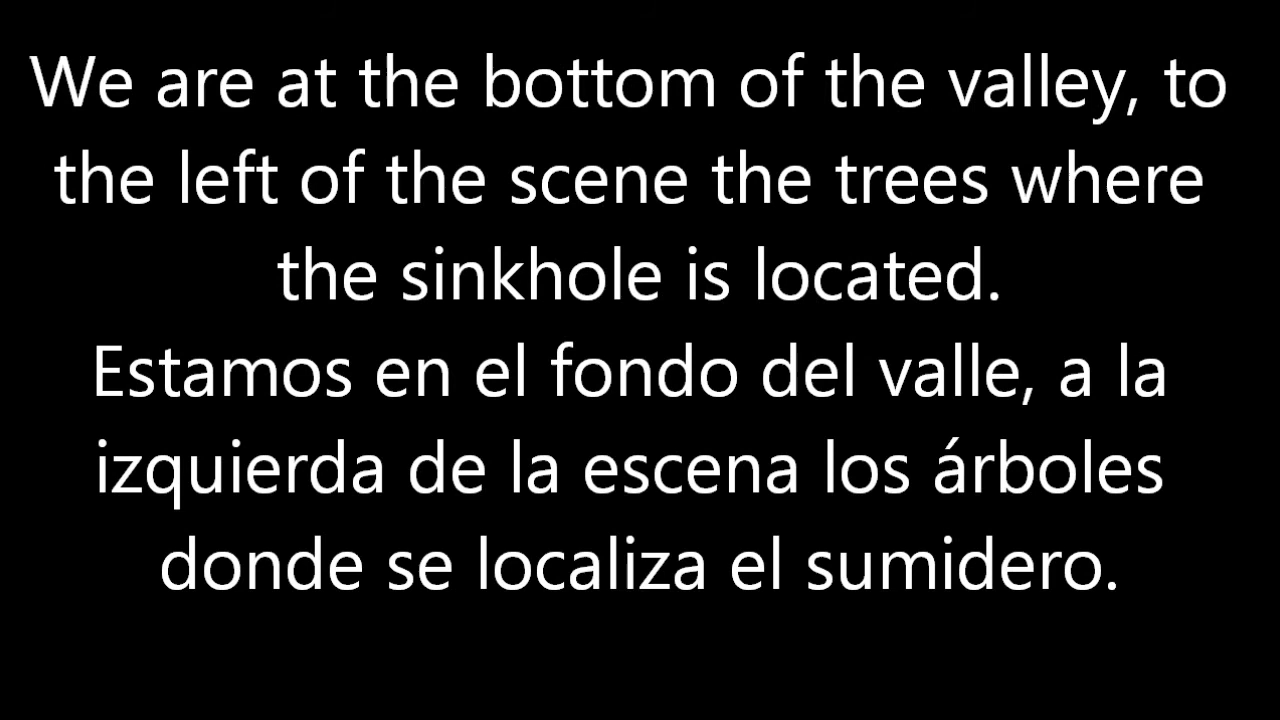 We are at the bottom of the valley, to
the left of the scene the trees where
the sinkhole is located.
Estamos en el fondo del valle, a la
izquierda de la escena los árboles
donde se localiza el sumidero.